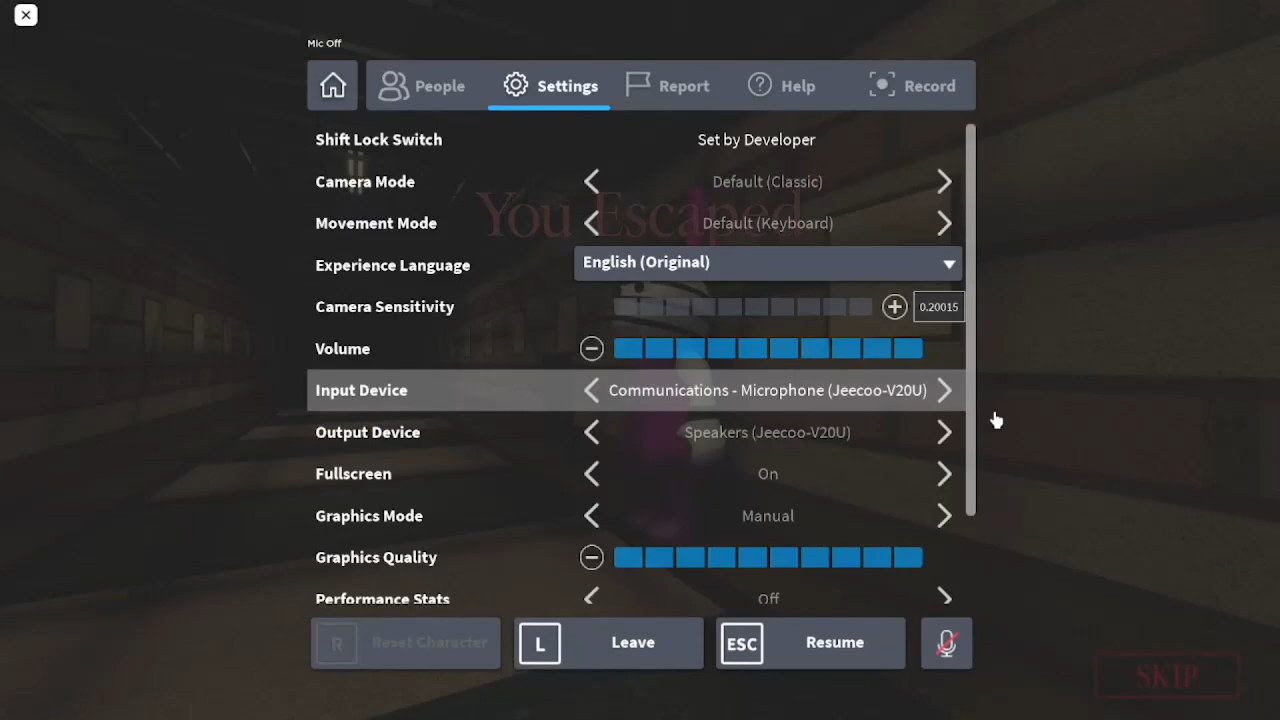 Mic Off
People Settings Report Help Record
Shift Lock Switch Set by Developer
Camera Mode Default (Classic)
You Escaped
Movement Mode Default (Keyboard)
Experience Language English (Original)
Camera Sensitivity 0.20015
Volume
Input Device Communications - Microphone (Jeecoo-V20U)
Output Device Speakers (Jeecoo-V20U)
Fullscreen On
Graphics Mode Manual
Graphics Quality
Performance Stats Off
R Reset Character L Leave ESC Resume
SKIP